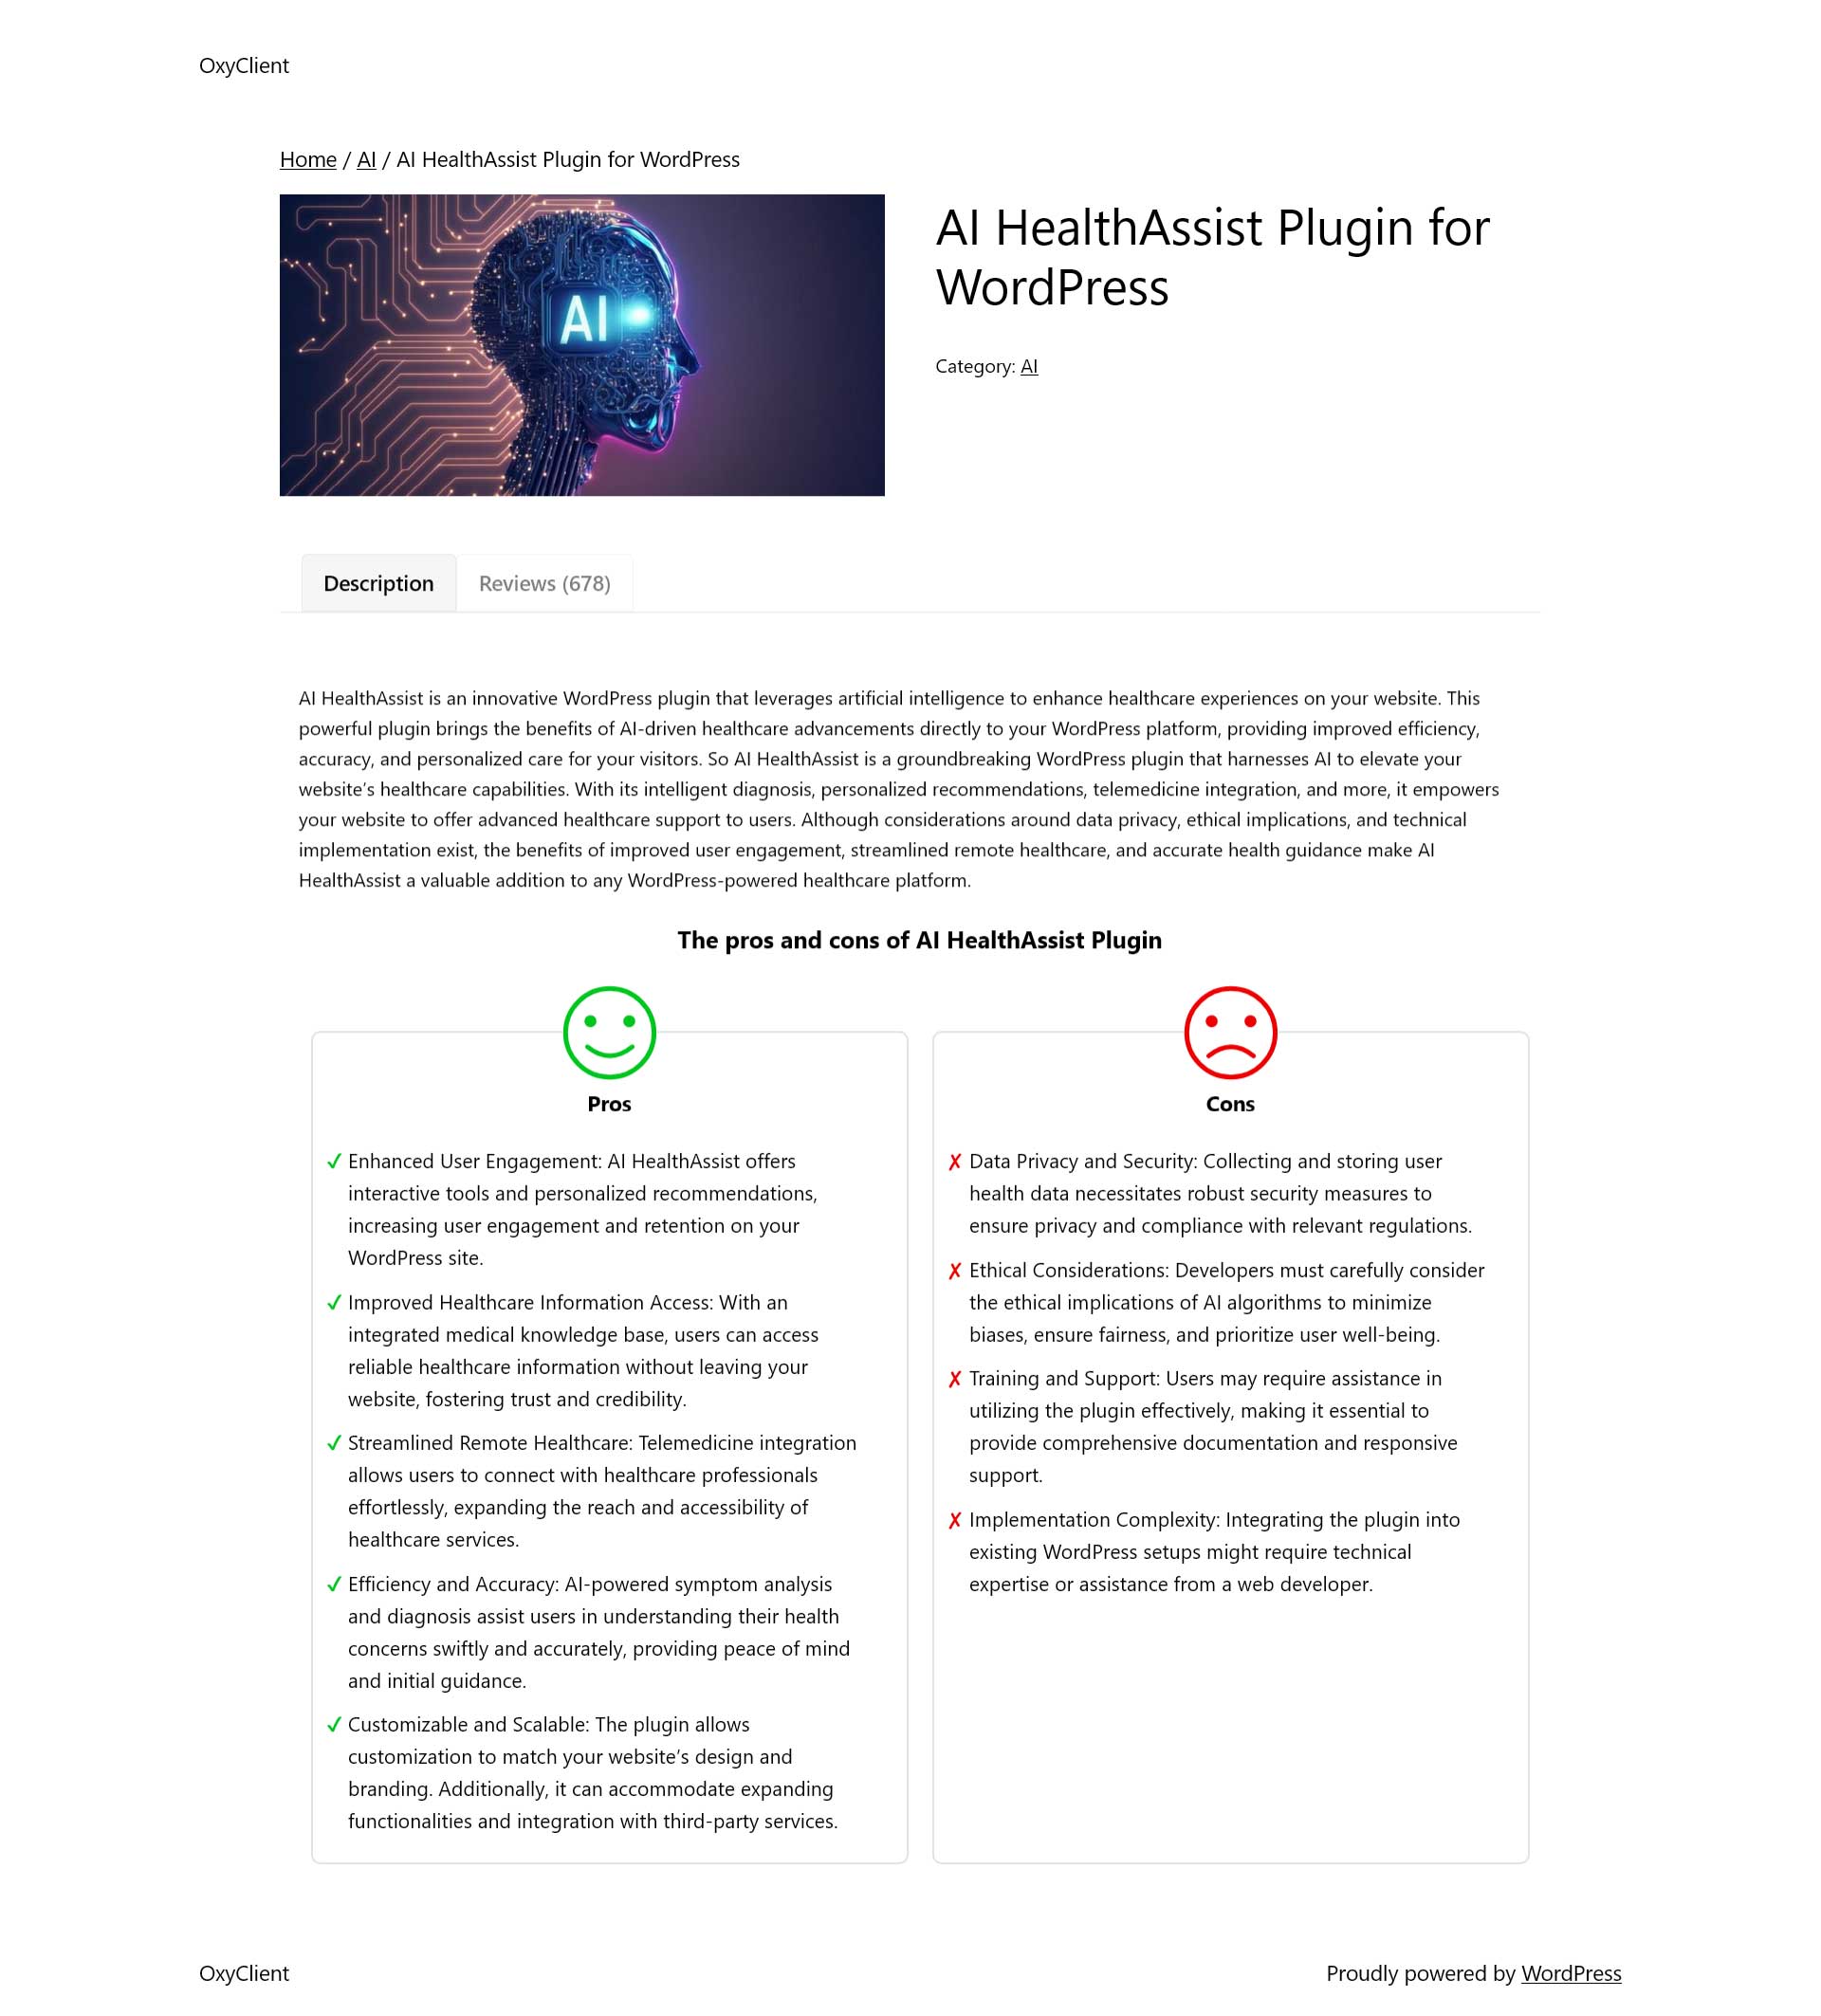 OxyClient
Home / AI / AI HealthAssist Plugin for WordPress
AI
AI HealthAssist Plugin for
WordPress
Category: AI
Description
Reviews (678)
AI HealthAssist is an innovative WordPress plugin that leverages artificial intelligence to enhance healthcare experiences on your website. This
powerful plugin brings the benefits of AI-driven healthcare advancements directly to your WordPress platform, providing improved efficiency,
accuracy, and personalized care for your visitors. So AI HealthAssist is a groundbreaking WordPress plugin that harnesses AI to elevate your
website’s healthcare capabilities. With its intelligent diagnosis, personalized recommendations, telemedicine integration, and more, it empowers
your website to offer advanced healthcare support to users. Although considerations around data privacy, ethical implications, and technical
implementation exist, the benefits of improved user engagement, streamlined remote healthcare, and accurate health guidance make AI
HealthAssist a valuable addition to any WordPress-powered healthcare platform.
The pros and cons of AI HealthAssist Plugin
Pros
✓ Enhanced User Engagement: AI HealthAssist offers
interactive tools and personalized recommendations,
increasing user engagement and retention on your
WordPress site.
✓ Improved Healthcare Information Access: With an
integrated medical knowledge base, users can access
reliable healthcare information without leaving your
website, fostering trust and credibility.
✓ Streamlined Remote Healthcare: Telemedicine integration
allows users to connect with healthcare professionals
effortlessly, expanding the reach and accessibility of
healthcare services.
✓ Efficiency and Accuracy: AI-powered symptom analysis
and diagnosis assist users in understanding their health
concerns swiftly and accurately, providing peace of mind
and initial guidance.
✓ Customizable and Scalable: The plugin allows
customization to match your website’s design and
branding. Additionally, it can accommodate expanding
functionalities and integration with third-party services.
Cons
✗ Data Privacy and Security: Collecting and storing user
health data necessitates robust security measures to
ensure privacy and compliance with relevant regulations.
✗ Ethical Considerations: Developers must carefully consider
the ethical implications of AI algorithms to minimize
biases, ensure fairness, and prioritize user well-being.
✗ Training and Support: Users may require assistance in
utilizing the plugin effectively, making it essential to
provide comprehensive documentation and responsive
support.
✗ Implementation Complexity: Integrating the plugin into
existing WordPress setups might require technical
expertise or assistance from a web developer.
OxyClient
Proudly powered by WordPress